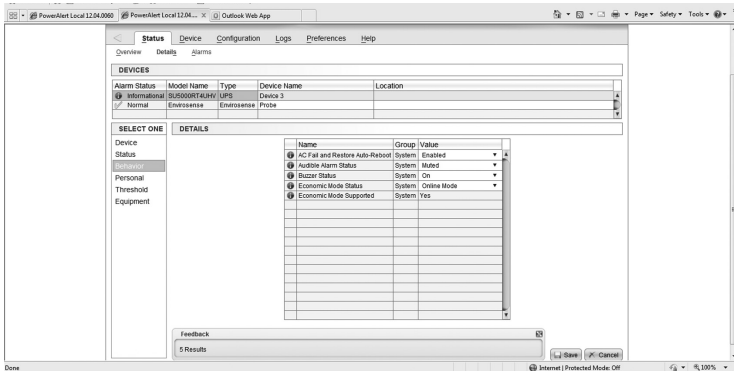 PowerAlert Local 12.04.0060
PowerAlert Local 12.04.... X
Outlook Web App
Page
Safety
Tools
Status
Device
Configuration
Logs
Preferences
Help
Overview
Details
Alarms
DEVICES
Alarm Status Model Name Type Device Name Location
Informational SU5000RT4UHV UPS Device 3
Normal Envirosense Envirosense Probe
SELECT ONE
DETAILS
Device
Status
Behavior
Personal
Threshold
Equipment
Name Group Value
AC Fail and Restore Auto-Reboot System Enabled
Audible Alarm Status System Muted
Buzzer Status System On
Economic Mode Status System Online Mode
Economic Mode Supported System Yes
Feedback
5 Results
Save
Cancel
Done
Internet | Protected Mode: Off
100%